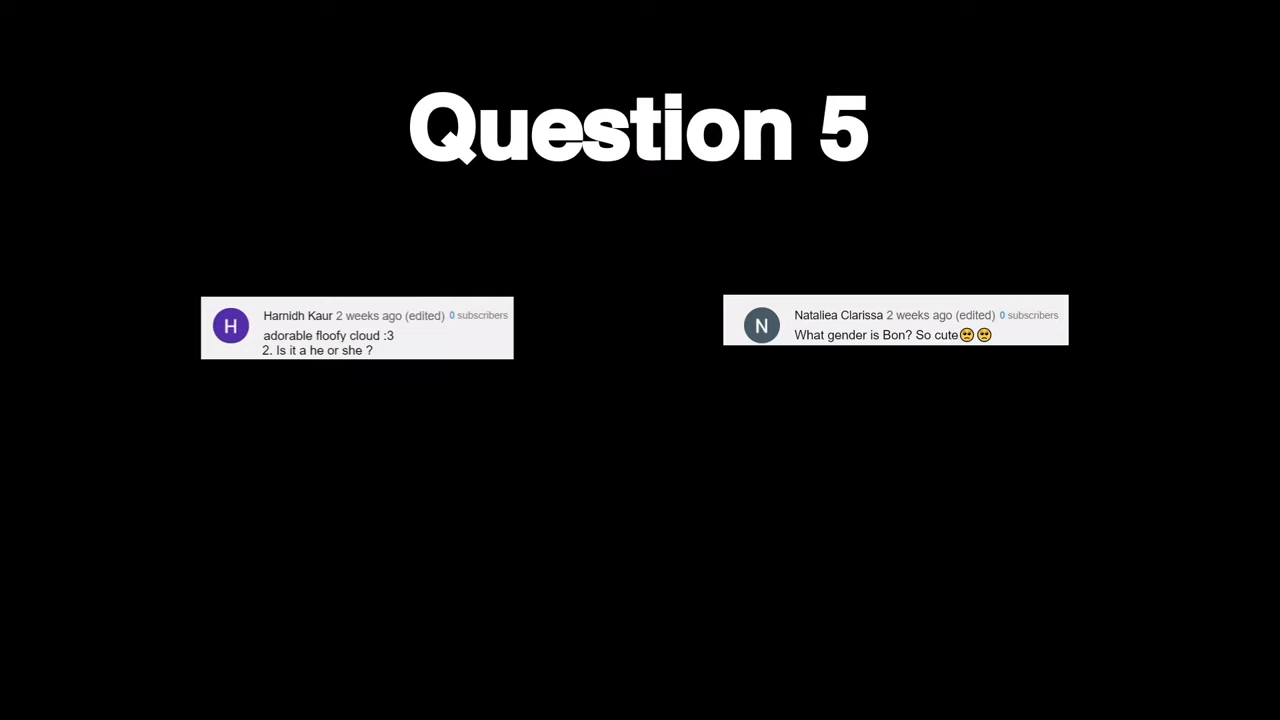 Question 5
H
Harnidh Kaur 2 weeks ago (edited) 0 subscribers
adorable floofy cloud :3
2. Is it a he or she ?
N
Nataliea Clarissa 2 weeks ago (edited) 0 subscribers
What gender is Bon? So cute🥺🥺